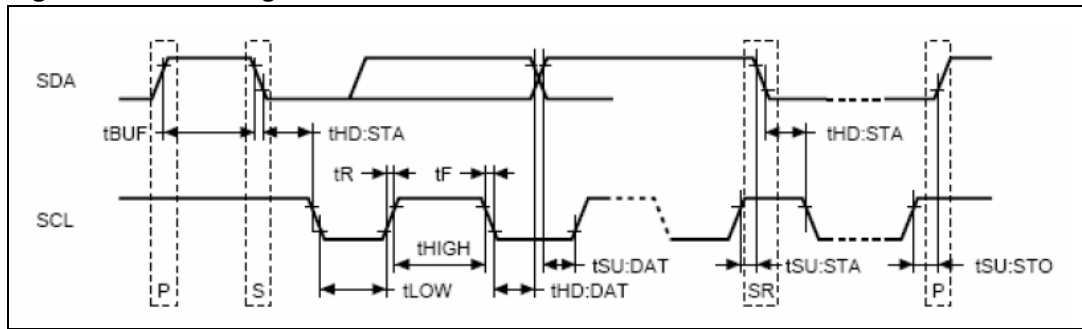 SDA
tBUF
tHD:STA
tHD:STA
tR
tF
SCL
tHIGH
tSU:DAT
tSU:STA
tSU:STO
P
S
tLOW
tHD:DAT
SR
P